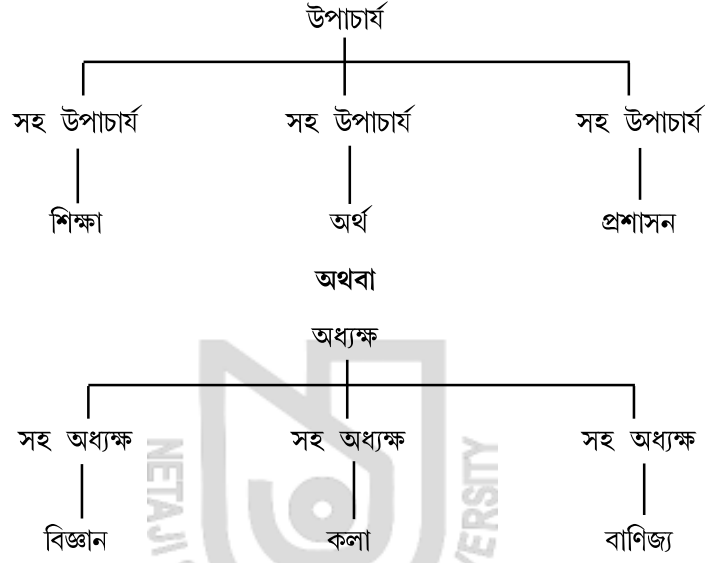 উপাচার্য
সহ উপাচার্য সহ উপাচার্য সহ উপাচার্য
শিক্ষা অর্থ প্রশাসন
অথবা
অধ্যক্ষ
সহ অধ্যক্ষ সহ অধ্যক্ষ সহ অধ্যক্ষ
বিজ্ঞান কলা বাণিজ্য
NETAJI